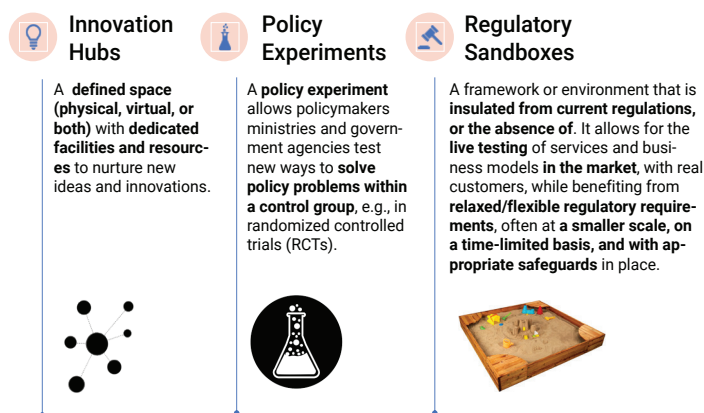 Innovation
Hubs
A defined space
(physical, virtual, or
both) with dedicated
facilities and resourc-
es to nurture new
ideas and innovations.
Policy
Experiments
A policy experiment
allows policymakers
ministries and govern-
ment agencies test
new ways to solve
policy problems within
a control group, e.g., in
randomized controlled
trials (RCTs).
Regulatory
Sandboxes
A framework or environment that is
insulated from current regulations,
or the absence of. It allows for the
live testing of services and busi-
ness models in the market, with real
customers, while benefiting from
relaxed/flexible regulatory require-
ments, often at a smaller scale, on
a time-limited basis, and with ap-
propriate safeguards in place.